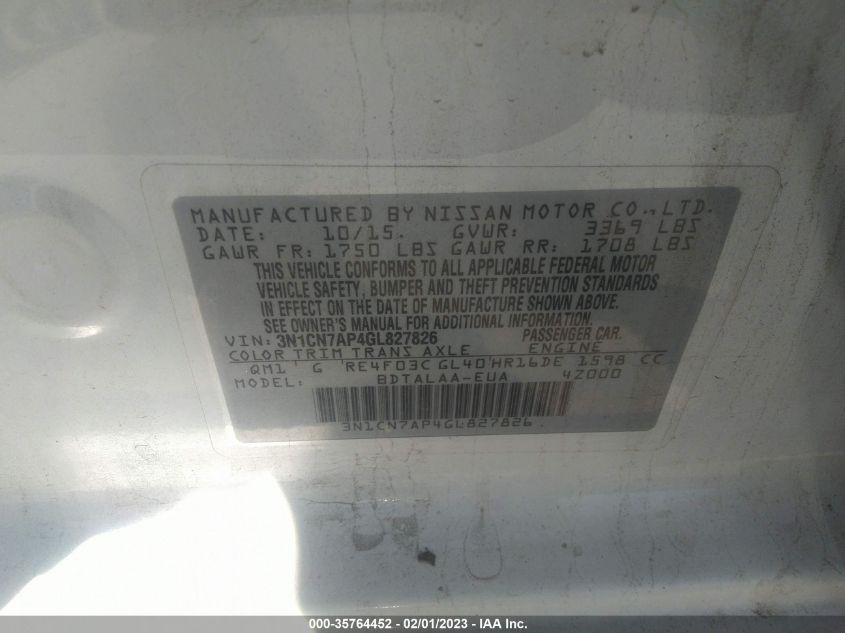 MANUFACTURED BY NISSAN MOTOR CO.,LTD.
DATE: 10/15. GVWR: 3369 LBS
GAWR FR: 1750 LBS GAWR RR: 1708 LBS
THIS VEHICLE CONFORMS TO ALL APPLICABLE FEDERAL MOTOR
VEHICLE SAFETY, BUMPER AND THEFT PREVENTION STANDARDS
IN EFFECT ON THE DATE OF MANUFACTURE SHOWN ABOVE.
SEE OWNER'S MANUAL FOR ADDITIONAL INFORMATION.
VIN: 3N1CN7AP4GL827826 PASSENGER CAR.
COLOR TRIM TRANS AXLE ENGINE
QM1 G RE4F03C GL40 HR16DE 1598 CC
MODEL: BDTALAA-EUA 42000
3N1CN7AP4GL827826
000-35764452 - 02/01/2023 - IAA Inc.